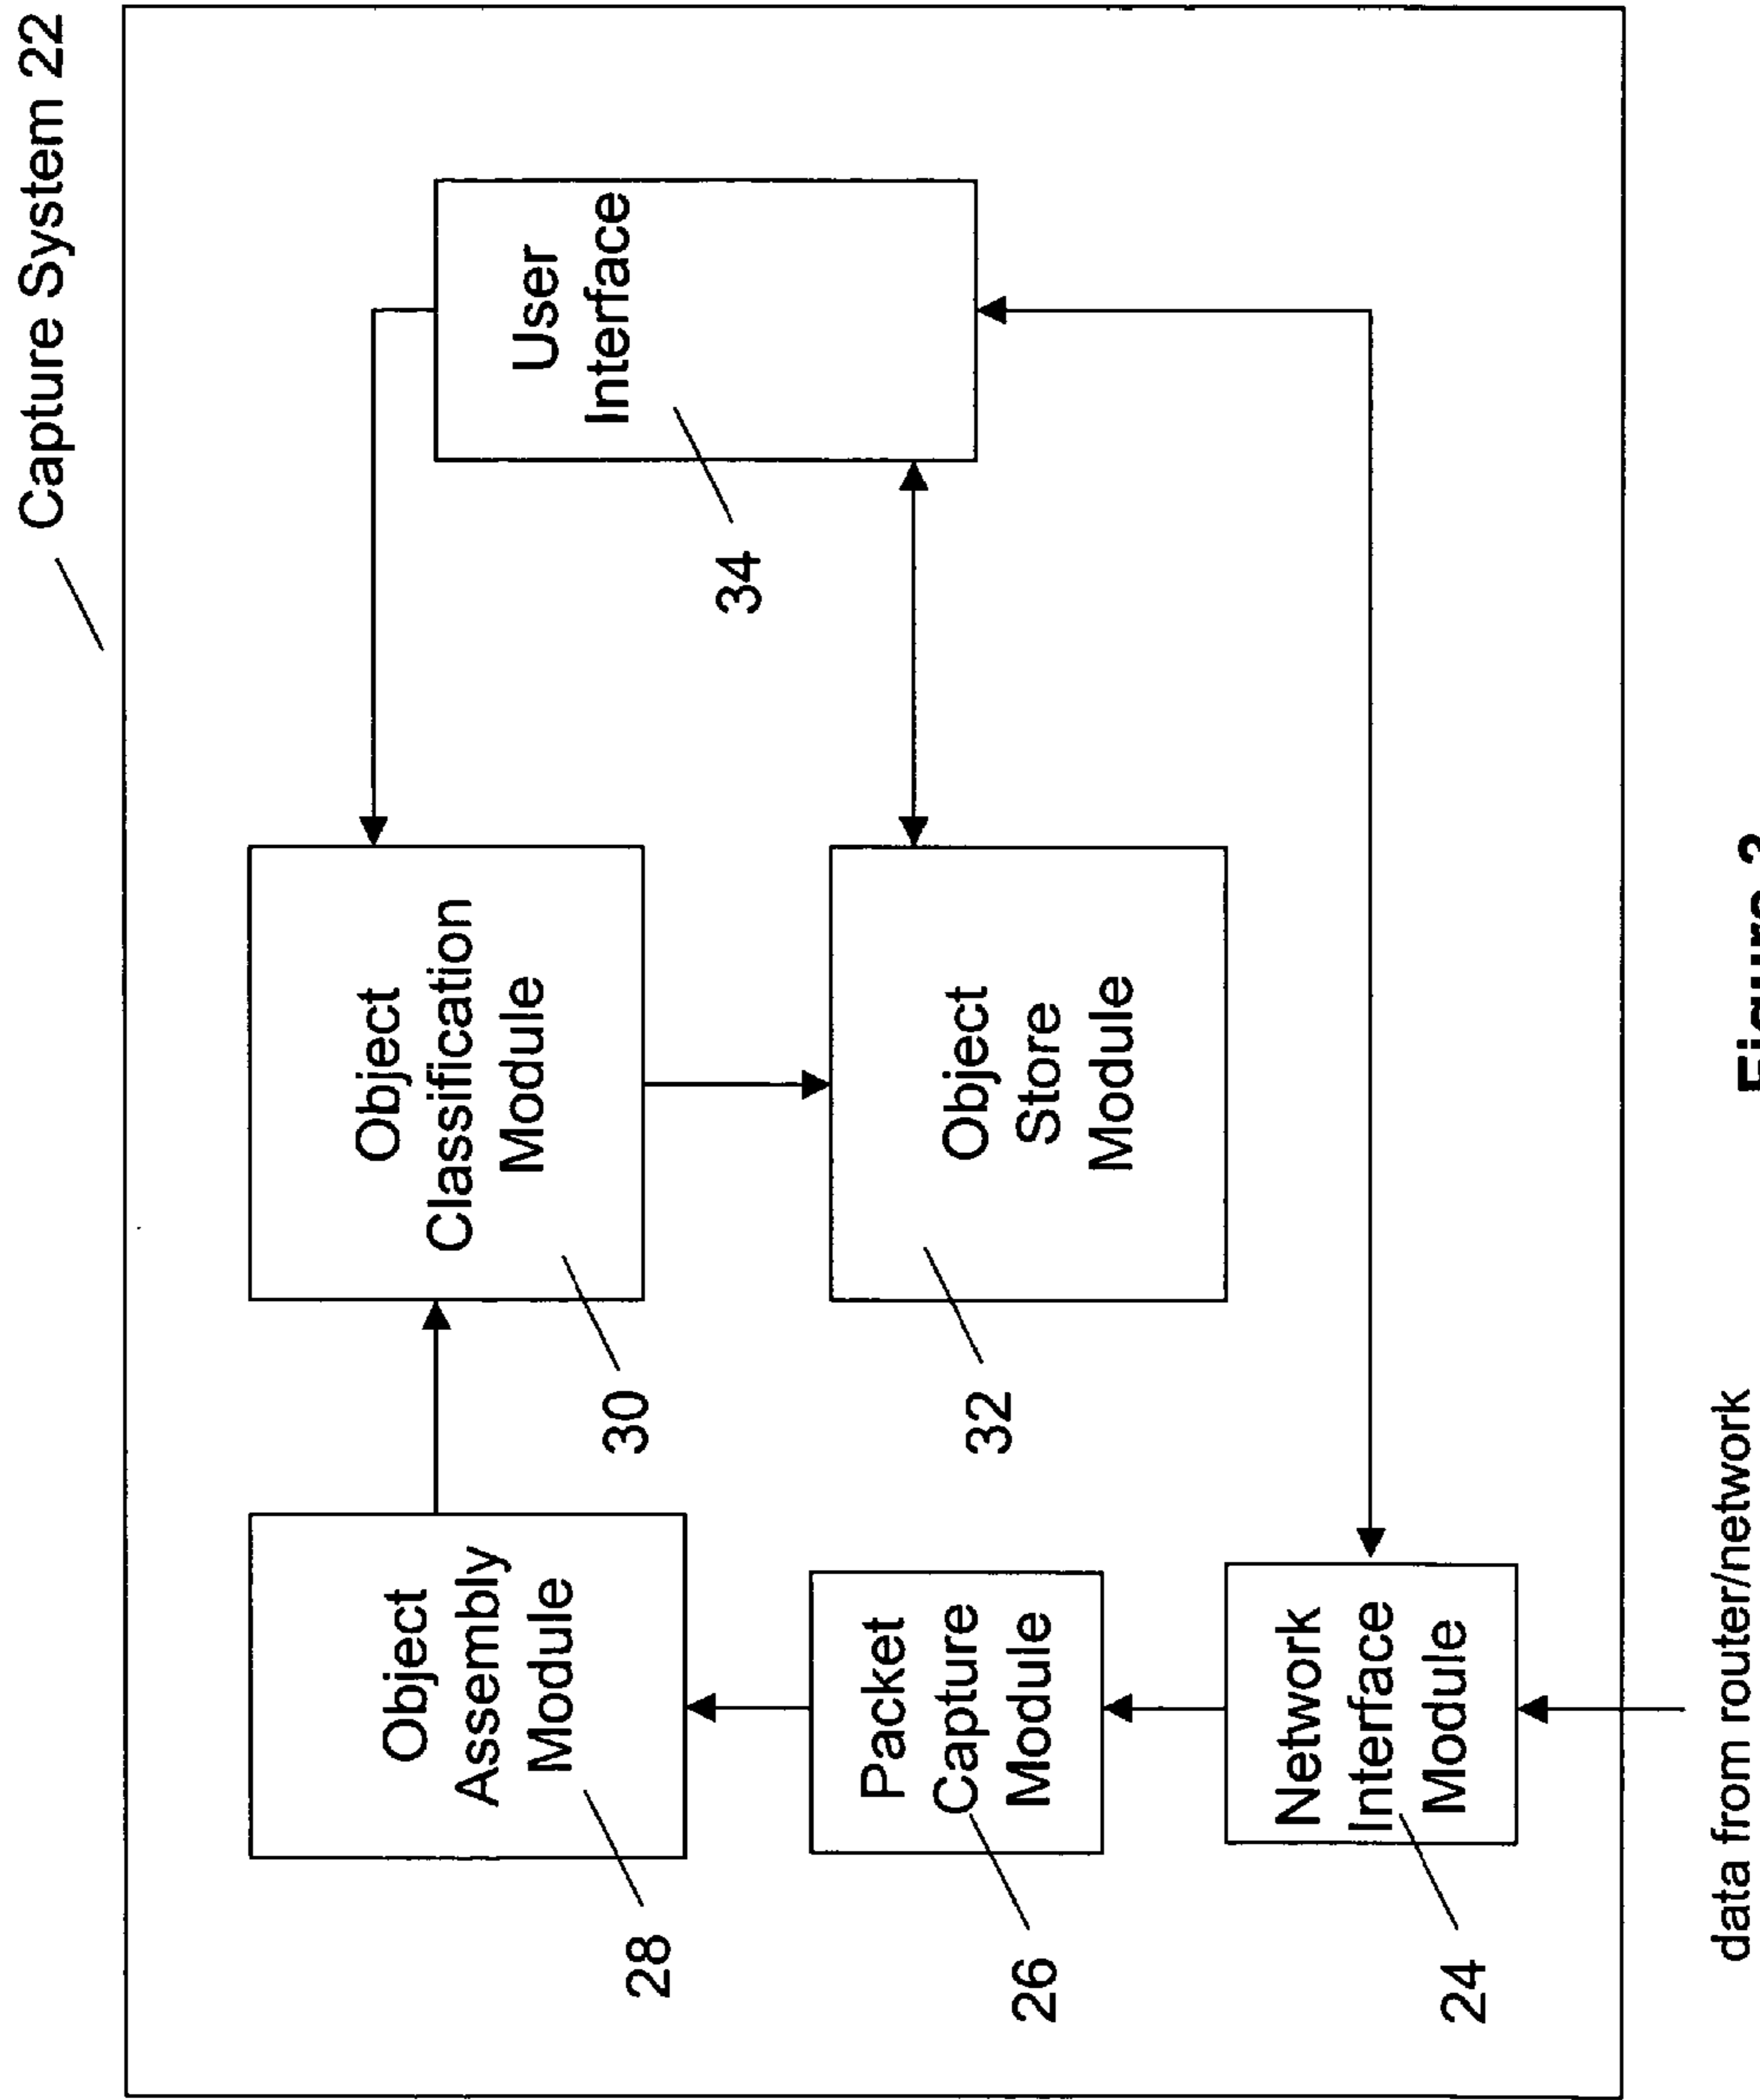 Capture System 22
Object
Assembly
Module
28
Object
Classification
Module
30
User
Interface
34
Packet
Capture
Module
26
Object
Store
Module
32
Network
Interface
Module
24
data from router/network
Figure